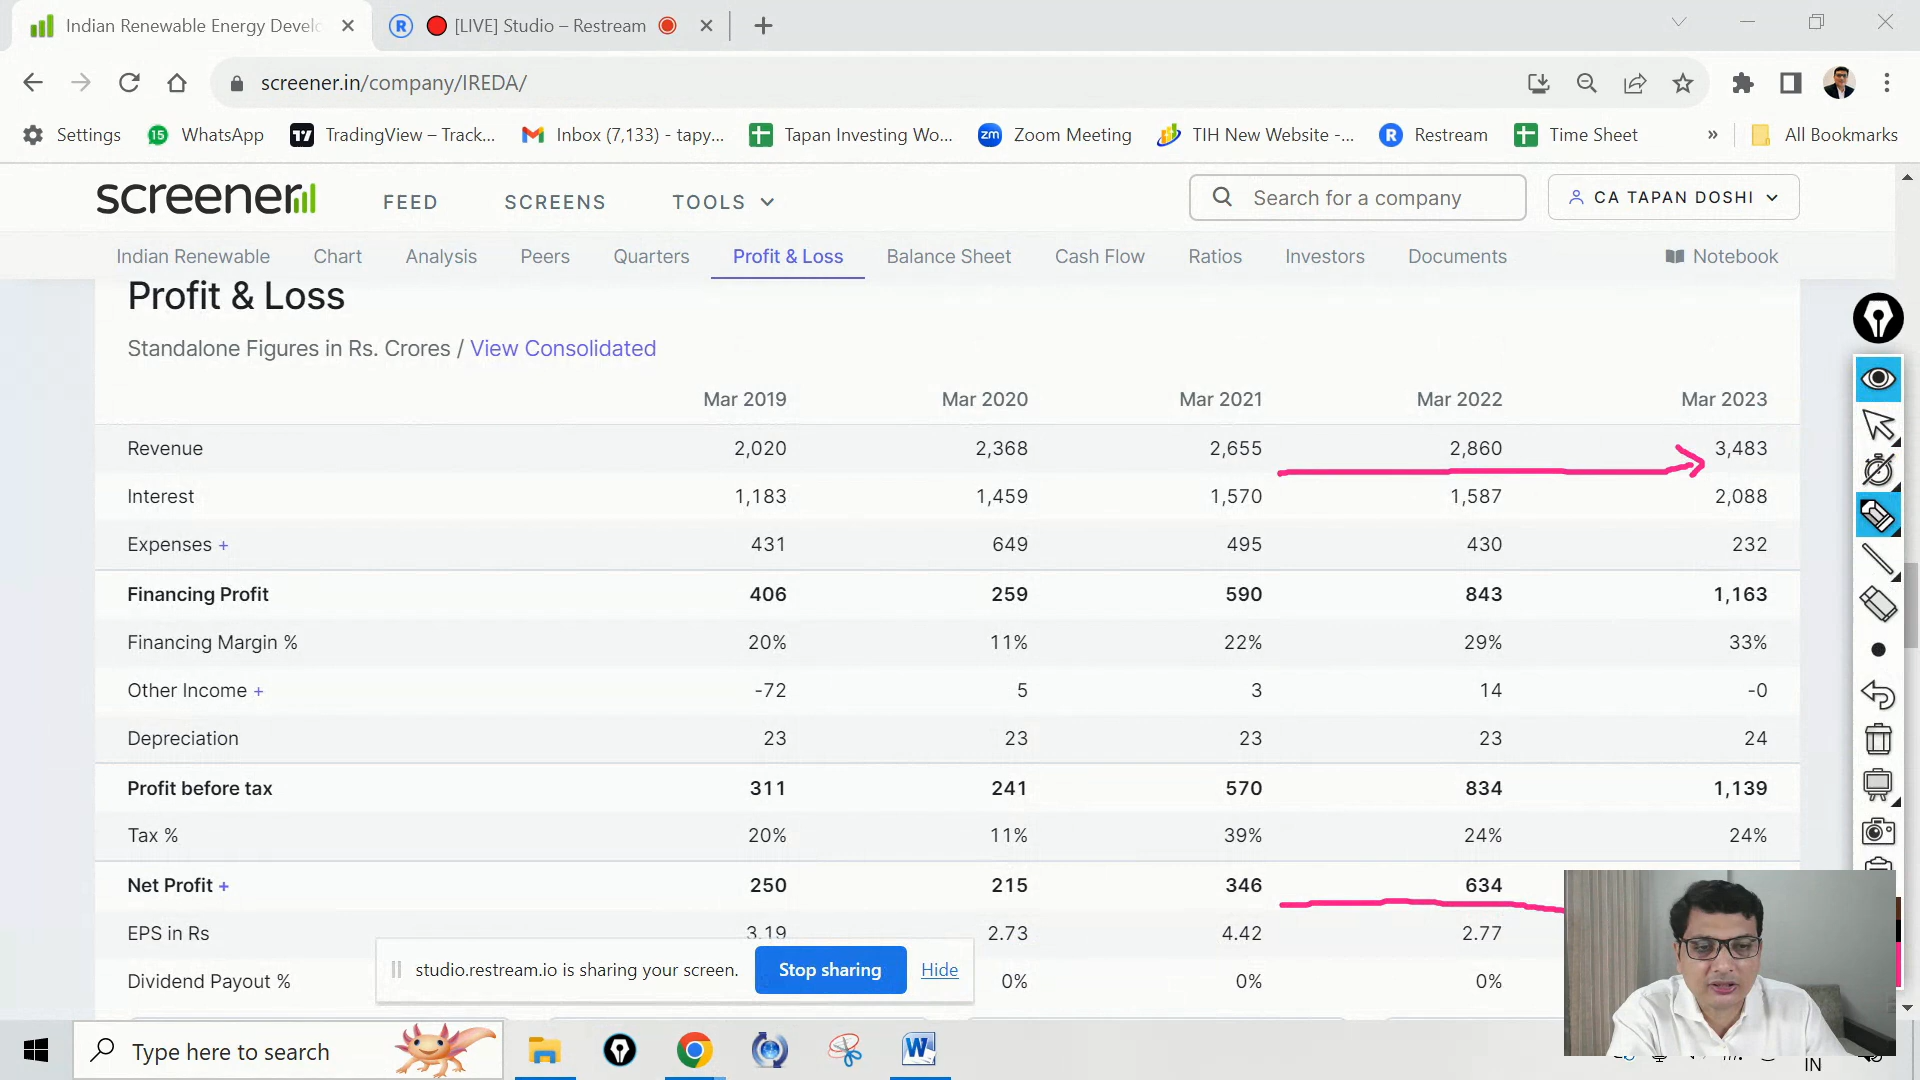 Indian Renewable Energy Develo
[LIVE] Studio – Restream
screener.in/company/IREDA/
Settings
15 WhatsApp
TradingView – Track...
Inbox (7,133) - tapy...
Tapan Investing Wo...
zm Zoom Meeting
TIH New Website -...
R Restream
Time Sheet
» All Bookmarks
screener FEED SCREENS TOOLS Search for a company CA TAPAN DOSHI
Indian Renewable Chart Analysis Peers Quarters Profit & Loss Balance Sheet Cash Flow Ratios Investors Documents Notebook
Profit & Loss
Standalone Figures in Rs. Crores / View Consolidated
Mar 2019 Mar 2020 Mar 2021 Mar 2022 Mar 2023
Revenue 2,020 2,368 2,655 2,860 3,483
Interest 1,183 1,459 1,570 1,587 2,088
Expenses + 431 649 495 430 232
Financing Profit 406 259 590 843 1,163
Financing Margin % 20% 11% 22% 29% 33%
Other Income + -72 5 3 14 -0
Depreciation 23 23 23 23 24
Profit before tax 311 241 570 834 1,139
Tax % 20% 11% 39% 24% 24%
Net Profit + 250 215 346 634
EPS in Rs 3.19 2.73 4.42 2.77
Dividend Payout % 0% 0% 0%
studio.restream.io is sharing your screen. Stop sharing Hide
Type here to search
IN